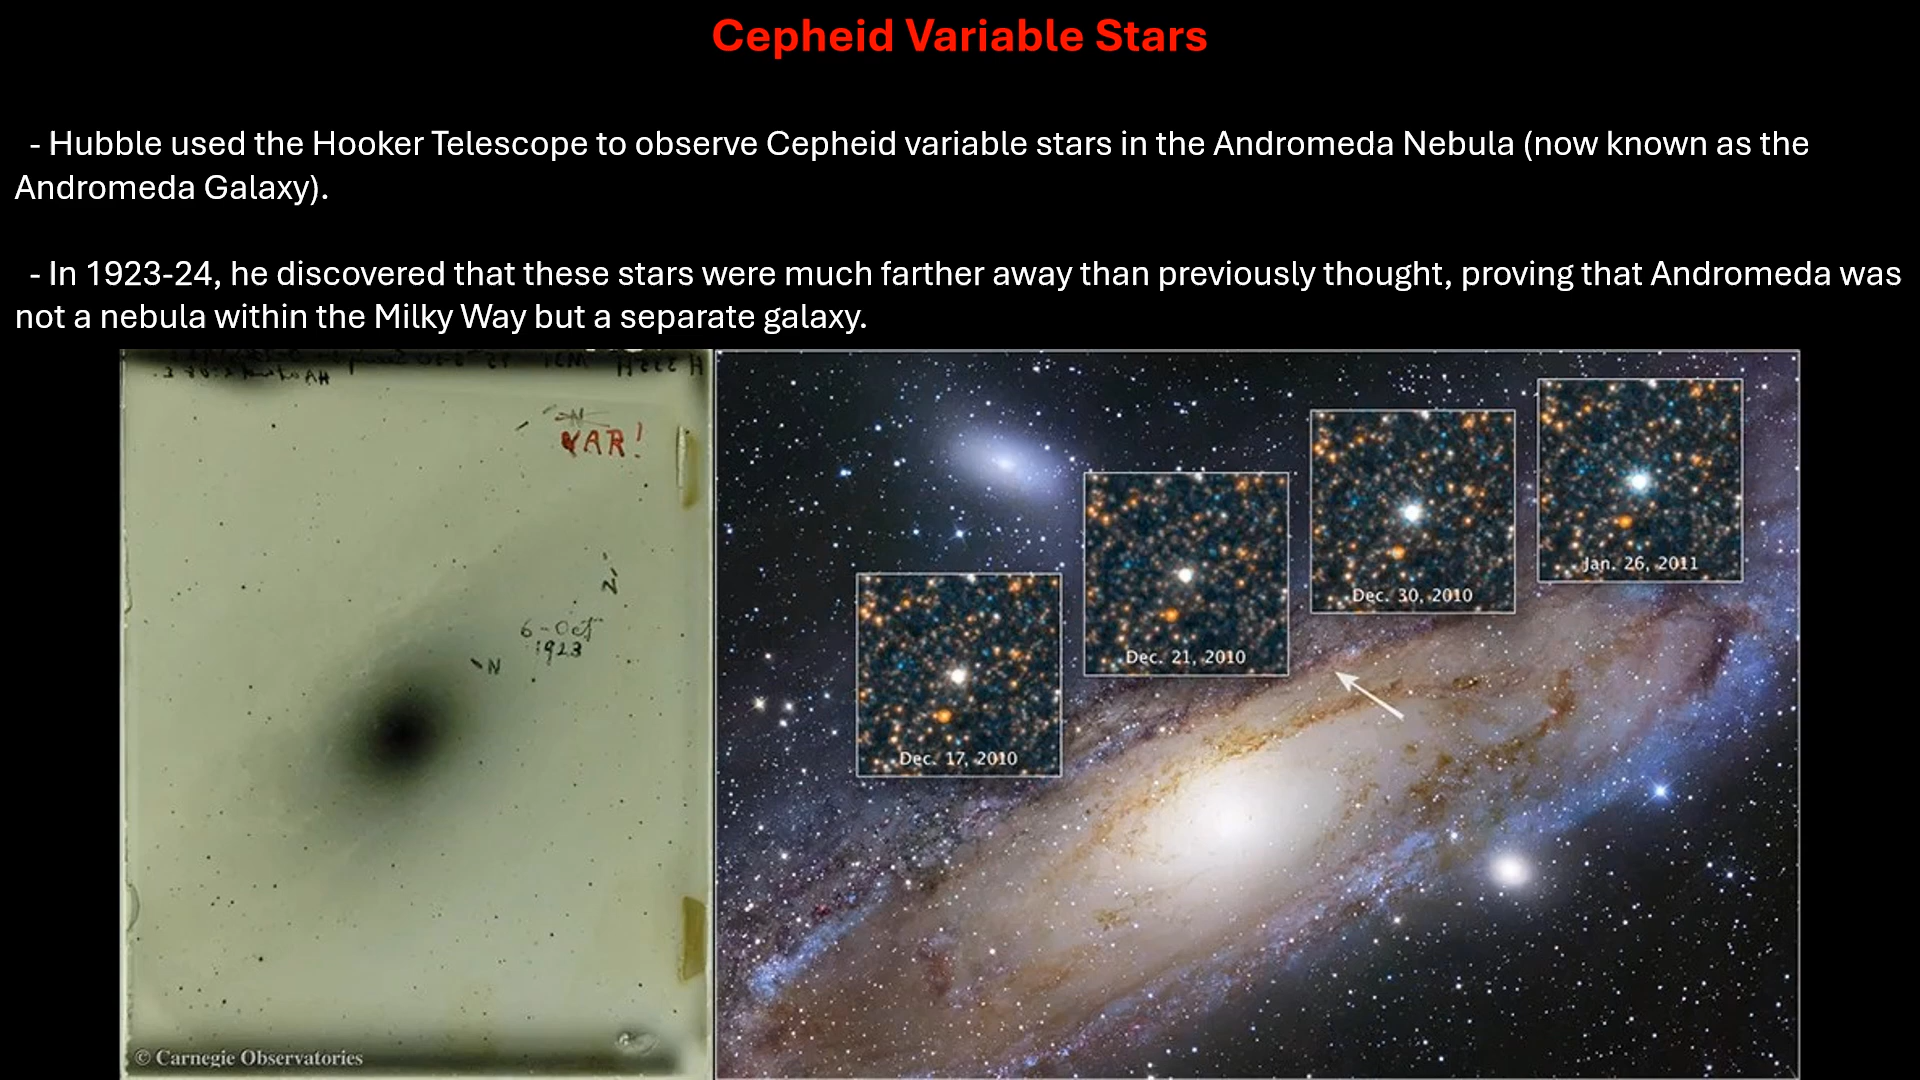 Cepheid Variable Stars
- Hubble used the Hooker Telescope to observe Cepheid variable stars in the Andromeda Nebula (now known as the
Andromeda Galaxy).
- In 1923-24, he discovered that these stars were much farther away than previously thought, proving that Andromeda was
not a nebula within the Milky Way but a separate galaxy.
N
VAR!
N
6-Oct
1923
N
© Carnegie Observatories
Dec. 17, 2010
Dec. 21, 2010
Dec. 30, 2010
Jan. 26, 2011